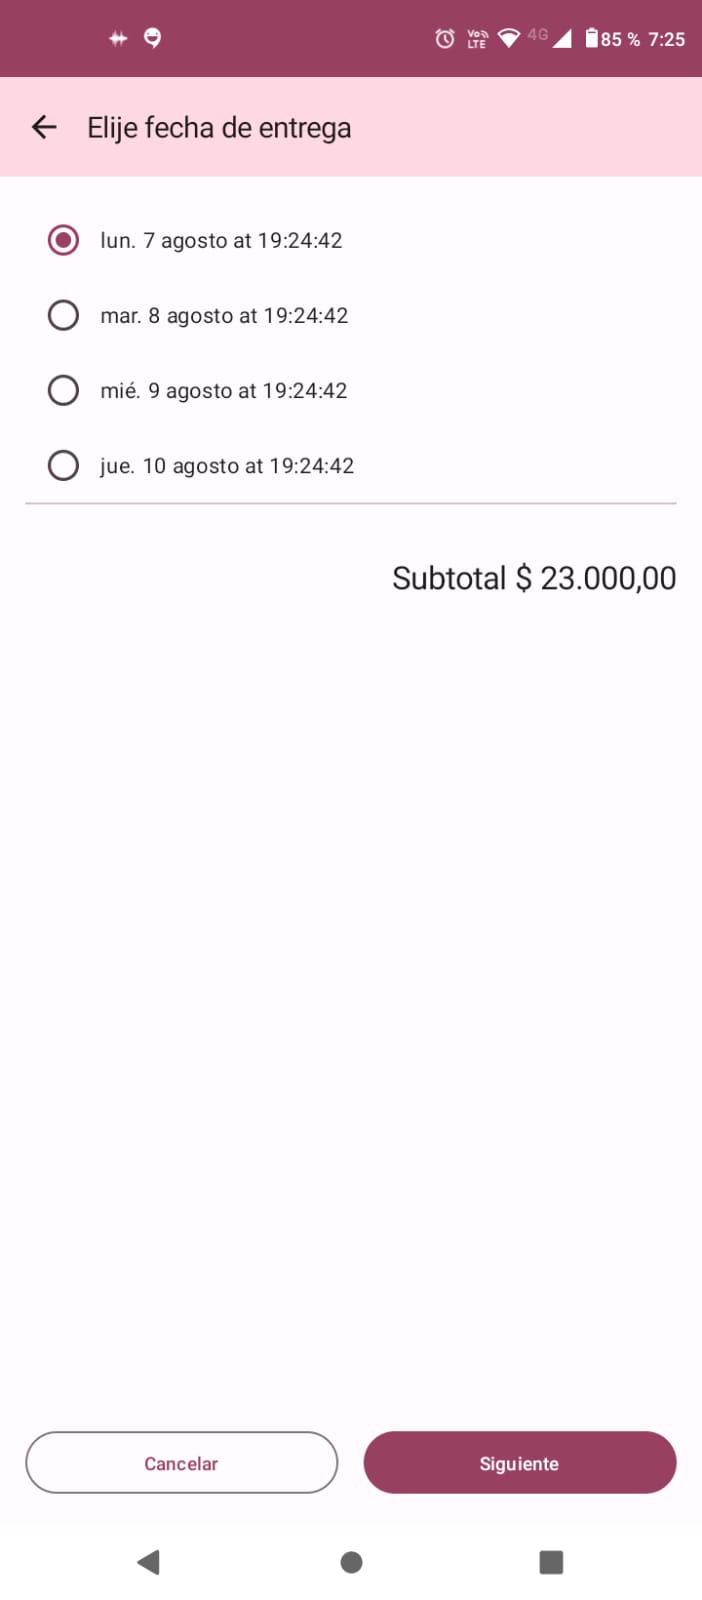 Vo) LTE 4G 85 % 7:25
Elije fecha de entrega
lun. 7 agosto at 19:24:42
mar. 8 agosto at 19:24:42
mié. 9 agosto at 19:24:42
jue. 10 agosto at 19:24:42
Subtotal $ 23.000,00
Cancelar
Siguiente